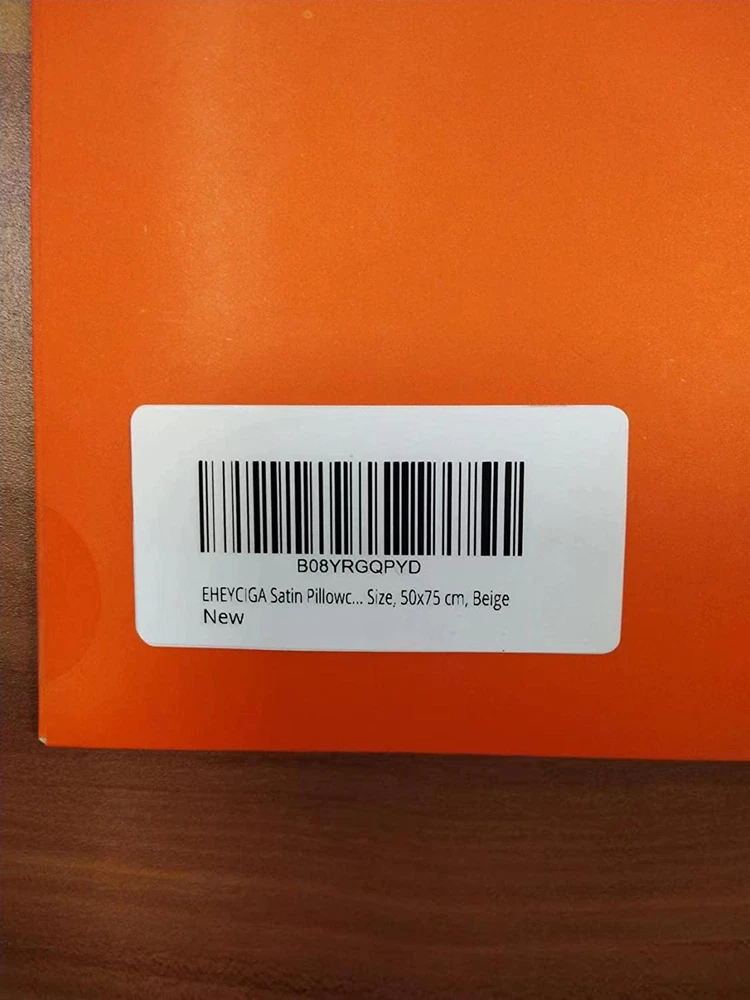 B08YRGQPYD
EHEYCIGA Satin Pillowc... Size, 50x75 cm, Beige
New